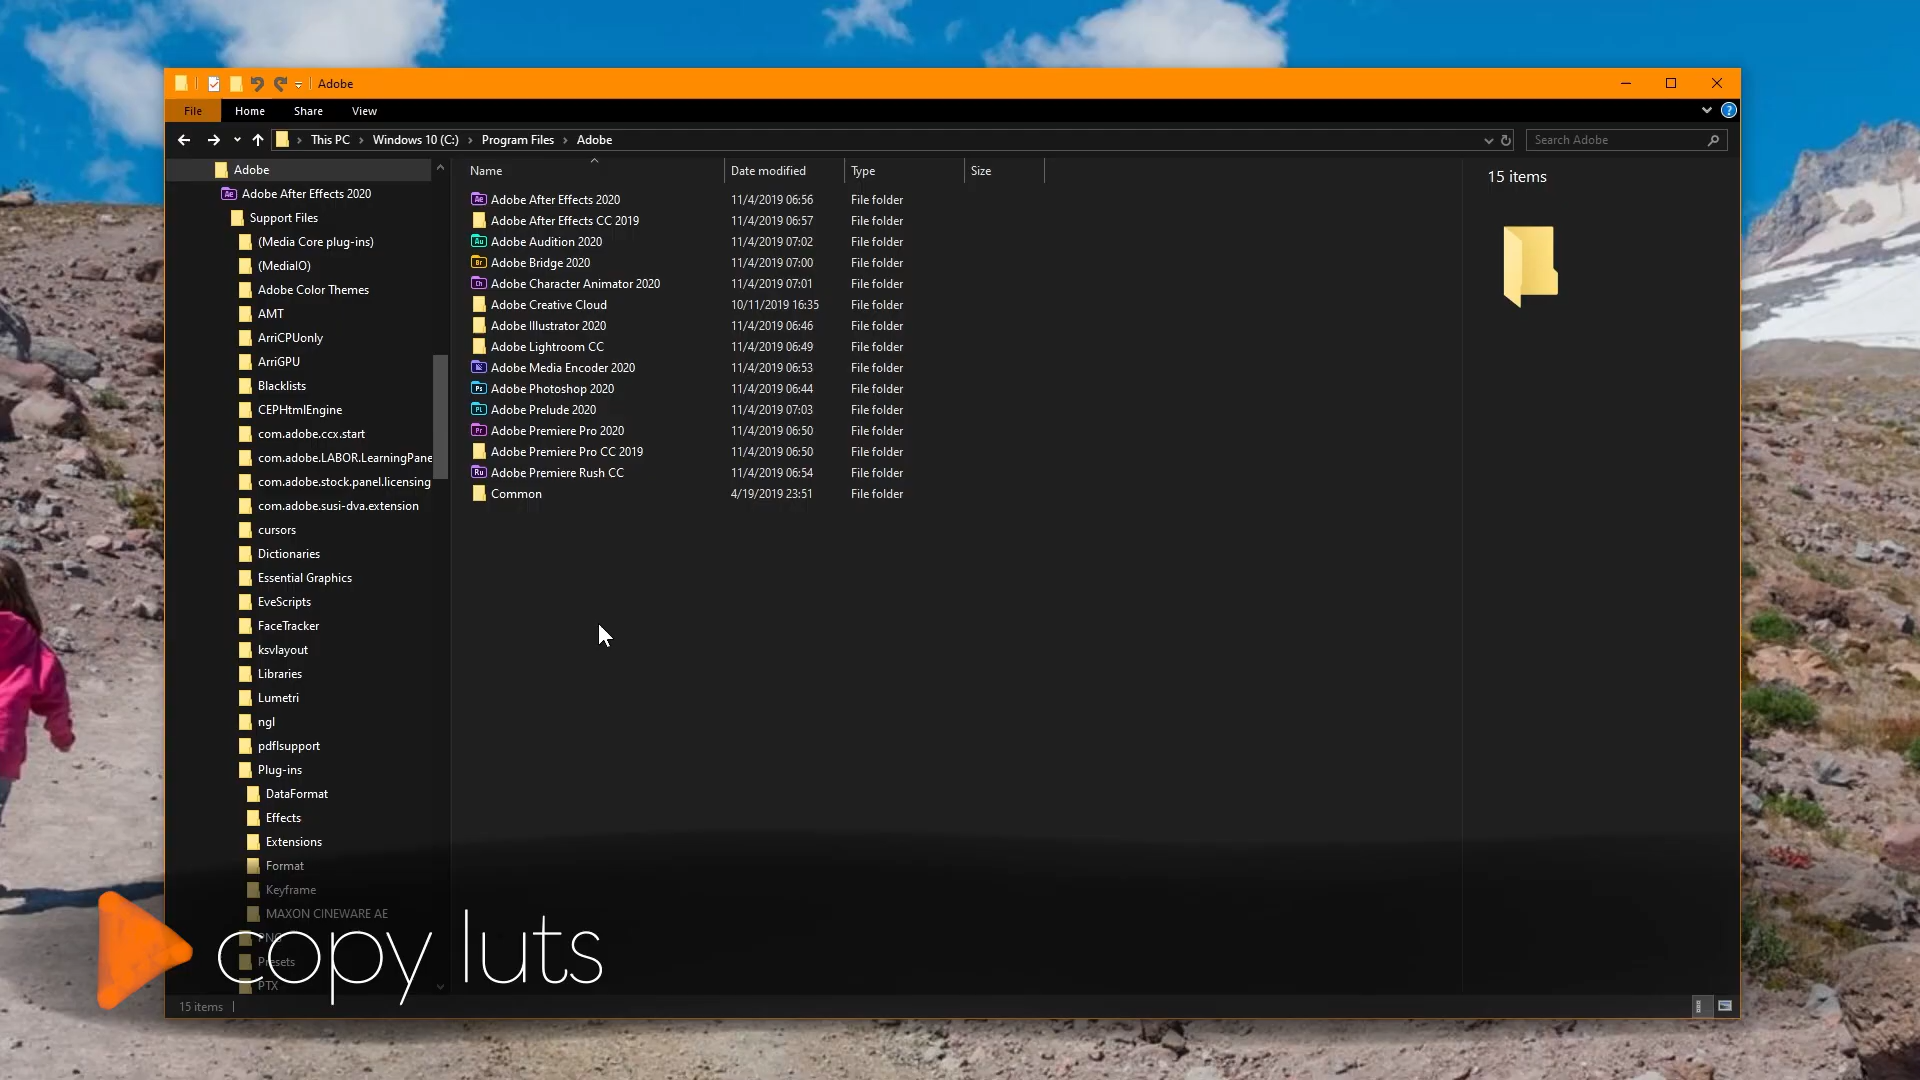 Adobe
File Home Share View
This PC > Windows 10 (C:) > Program Files > Adobe
Search Adobe
Adobe
Adobe After Effects 2020
Support Files
(Media Core plug-ins)
(MediaIO)
Adobe Color Themes
AMT
ArriCPUonly
ArriGPU
Blacklists
CEPHtmlEngine
com.adobe.ccx.start
com.adobe.LABOR.LearningPane
com.adobe.stock.panel.licensing
com.adobe.susi-dva.extension
cursors
Dictionaries
Essential Graphics
EveScripts
FaceTracker
ksvlayout
Libraries
Lumetri
ngl
pdflsupport
Plug-ins
DataFormat
Effects
Extensions
Format
Keyframe
MAXON CINEWARE AE
PNG
Presets
PTX
Name Date modified Type Size
Adobe After Effects 2020 11/4/2019 06:56 File folder
Adobe After Effects CC 2019 11/4/2019 06:57 File folder
Adobe Audition 2020 11/4/2019 07:02 File folder
Adobe Bridge 2020 11/4/2019 07:00 File folder
Adobe Character Animator 2020 11/4/2019 07:01 File folder
Adobe Creative Cloud 10/11/2019 16:35 File folder
Adobe Illustrator 2020 11/4/2019 06:46 File folder
Adobe Lightroom CC 11/4/2019 06:49 File folder
Adobe Media Encoder 2020 11/4/2019 06:53 File folder
Adobe Photoshop 2020 11/4/2019 06:44 File folder
Adobe Prelude 2020 11/4/2019 07:03 File folder
Adobe Premiere Pro 2020 11/4/2019 06:50 File folder
Adobe Premiere Pro CC 2019 11/4/2019 06:50 File folder
Adobe Premiere Rush CC 11/4/2019 06:54 File folder
Common 4/19/2019 23:51 File folder
15 items
copy luts
15 items